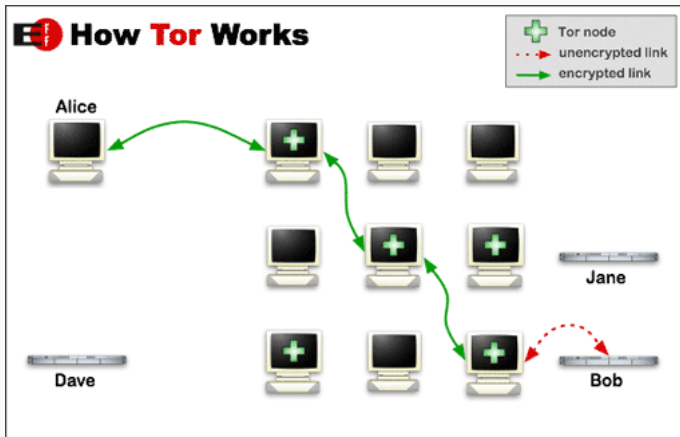 EFF How Tor Works
Tor node
unencrypted link
encrypted link
Alice
Jane
Dave
Bob